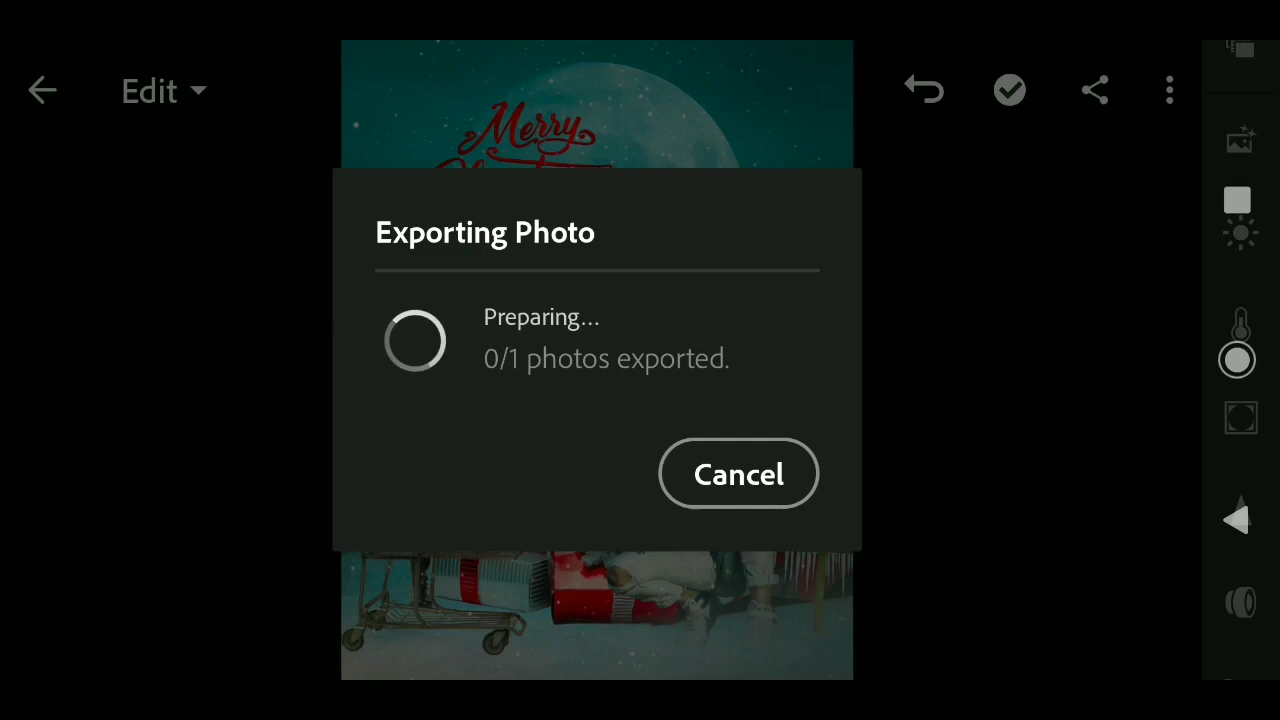 Edit
Merry
Exporting Photo
Preparing...
0/1 photos exported.
Cancel